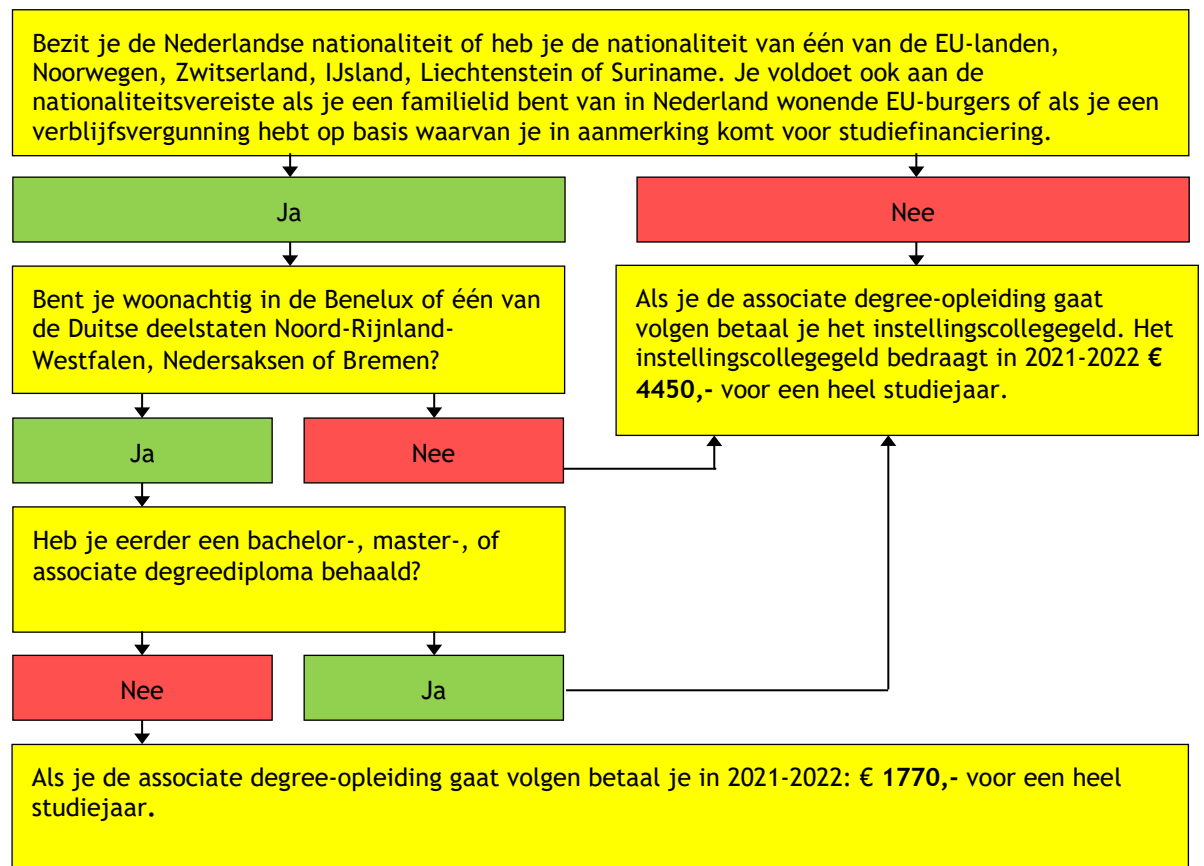 Bezit je de Nederlandse nationaliteit of heb je de nationaliteit van één van de EU-landen,
Noorwegen, Zwitserland, IJsland, Liechtenstein of Suriname. Je voldoet ook aan de
nationaliteitsvereiste als je een familielid bent van in Nederland wonende EU-burgers of als je een
verblijfsvergunning hebt op basis waarvan je in aanmerking komt voor studiefinanciering.
Ja
Nee
Bent je woonachtig in de Benelux of één van
de Duitse deelstaten Noord-Rijnland-
Westfalen, Nedersaksen of Bremen?
Als je de associate degree-opleiding gaat
volgen betaal je het instellingscollegegeld. Het
instellingscollegegeld bedraagt in 2021-2022 €
4450,- voor een heel studiejaar.
Ja
Nee
Heb je eerder een bachelor-, master-, of
associate degreediploma behaald?
Nee
Ja
Als je de associate degree-opleiding gaat volgen betaal je in 2021-2022: € 1770,- voor een heel
studiejaar.